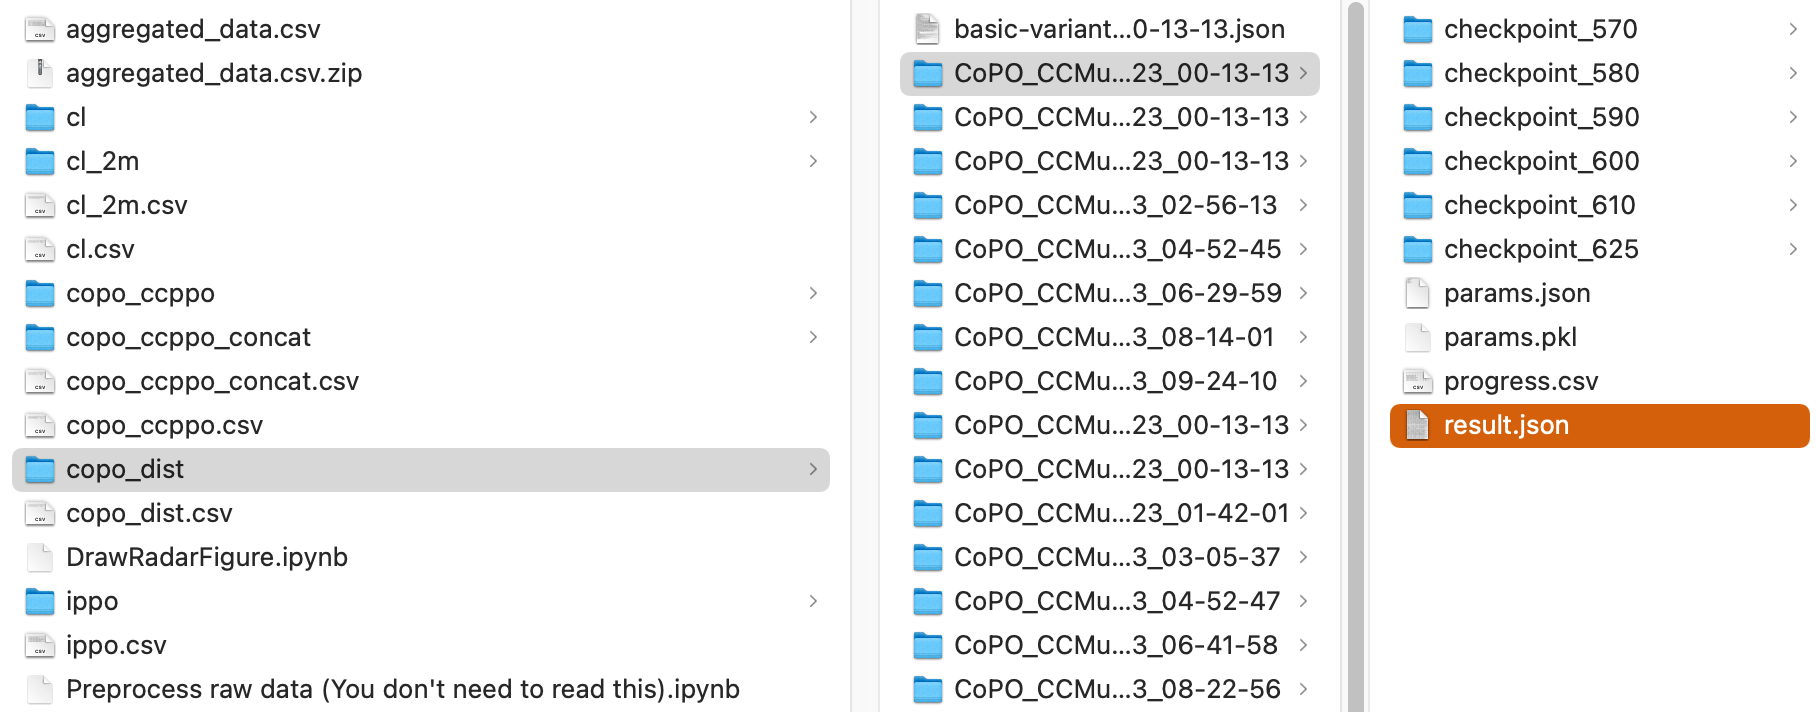 aggregated_data.csv
aggregated_data.csv.zip
cl
cl_2m
cl_2m.csv
cl.csv
copo_ccppo
copo_ccppo_concat
copo_ccppo_concat.csv
copo_ccppo.csv
copo_dist
copo_dist.csv
DrawRadarFigure.ipynb
ippo
ippo.csv
Preprocess raw data (You don't need to read this).ipynb
basic-variant...0-13-13.json
CoPO_CCMu...23_00-13-13
CoPO_CCMu...23_00-13-13
CoPO_CCMu...23_00-13-13
CoPO_CCMu...3_02-56-13
CoPO_CCMu...3_04-52-45
CoPO_CCMu...3_06-29-59
CoPO_CCMu...3_08-14-01
CoPO_CCMu...3_09-24-10
CoPO_CCMu...23_00-13-13
CoPO_CCMu...23_00-13-13
CoPO_CCMu...23_01-42-01
CoPO_CCMu...3_03-05-37
CoPO_CCMu...3_04-52-47
CoPO_CCMu...3_06-41-58
CoPO_CCMu...3_08-22-56
checkpoint_570
checkpoint_580
checkpoint_590
checkpoint_600
checkpoint_610
checkpoint_625
params.json
params.pkl
progress.csv
result.json